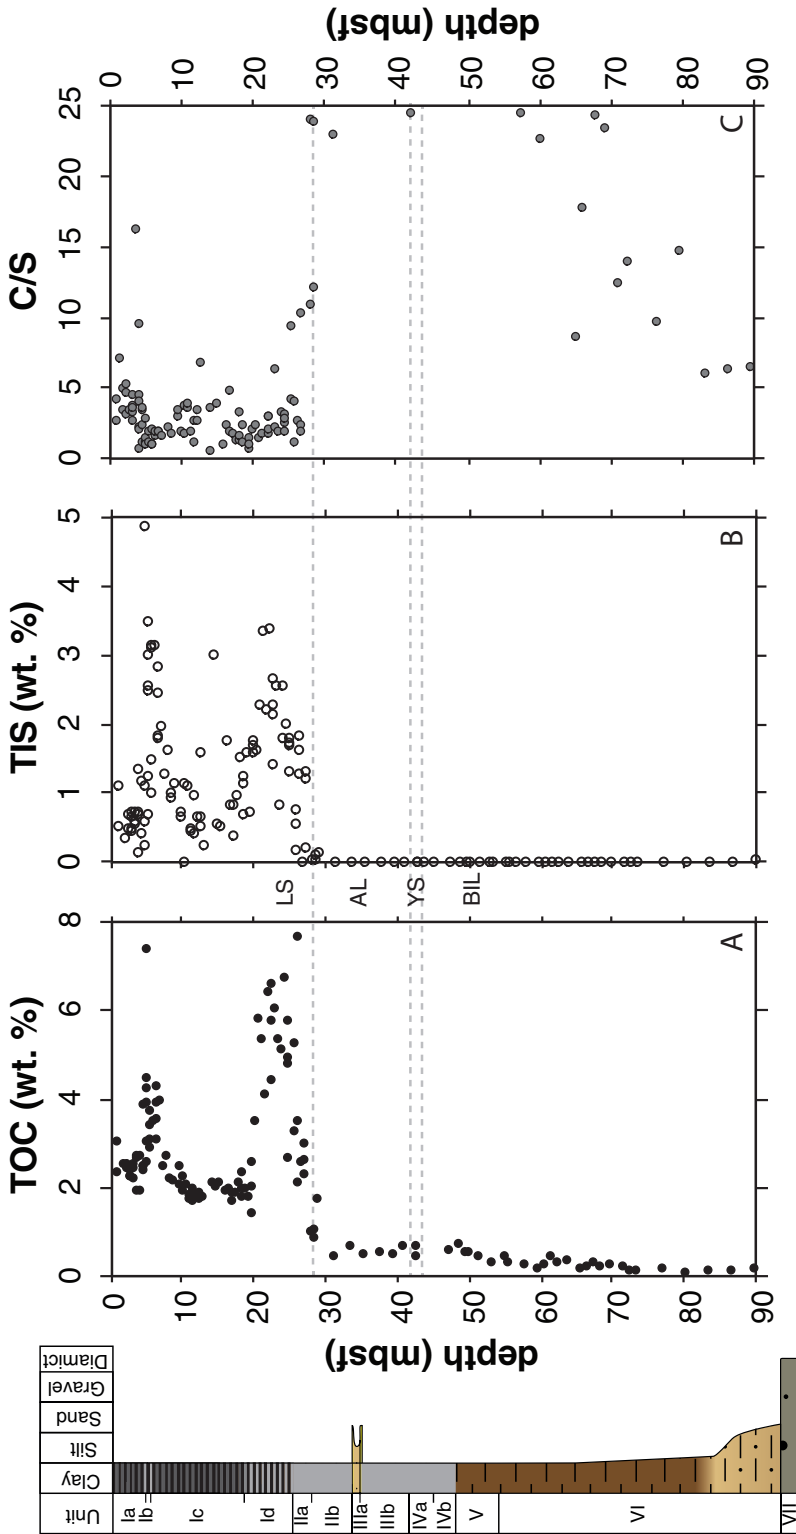 TOC (wt. %)
0 2 4 6 8
A
TIS (wt. %)
0 1 2 3 4 5
B
C/S
0 5 10 15 20 25
C
depth (mbsf)
0 10 20 30 40 50 60 70 80 90
depth (mbsf)
0 10 20 30 40 50 60 70 80 90
LS
AL
YS
BIL
Unit
Clay
Silt
Sand
Gravel
Diamict
Ia
Ib
Ic
Id
IIa
IIb
IIIa
IIIb
IVa
IVb
V
VI
VII